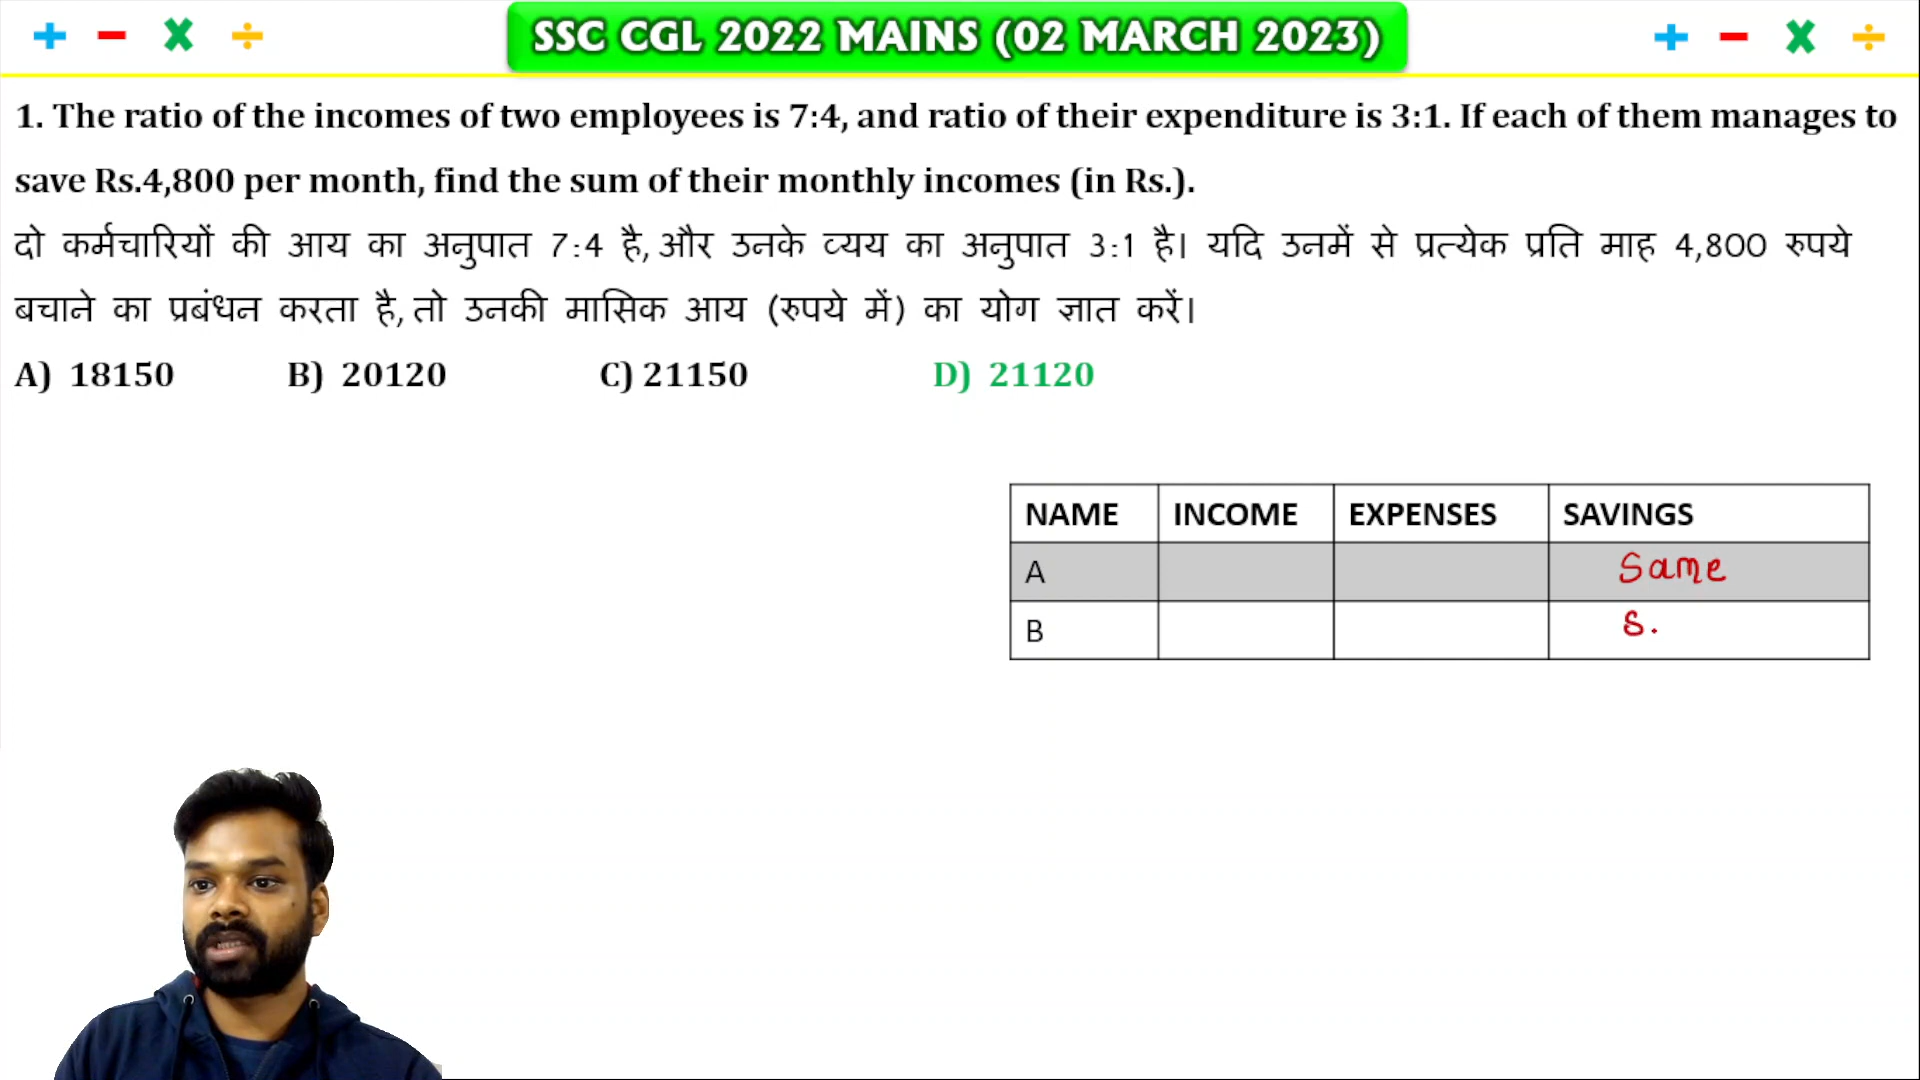 SSC CGL 2022 MAINS (02 MARCH 2023)
1. The ratio of the incomes of two employees is 7:4, and ratio of their expenditure is 3:1. If each of them manages to
save Rs.4,800 per month, find the sum of their monthly incomes (in Rs.).
दो कर्मचारियों की आय का अनुपात 7:4 है, और उनके व्यय का अनुपात 3:1 है। यदि उनमें से प्रत्येक प्रति माह 4,800 रुपये
बचाने का प्रबंधन करता है, तो उनकी मासिक आय (रुपये में) का योग ज्ञात करें।
A) 18150 B) 20120 C) 21150 D) 21120
NAME INCOME EXPENSES SAVINGS
A Same
B S.